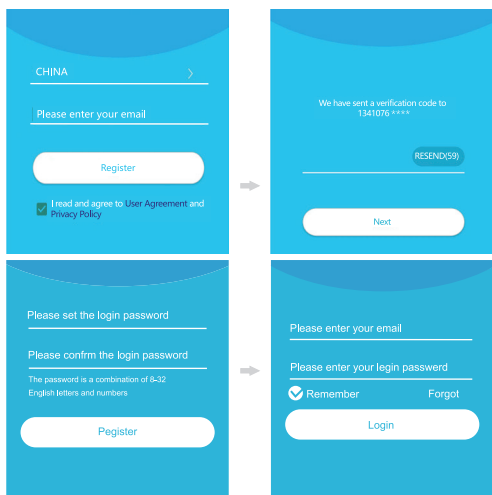 CHINA
Please enter your email
Register
I read and agree to User Agreement and
Privacy Policy
We have sent a verification code to
1341076 ****
RESEND(59)
Next
Please set the login password
Please confrm the login password
The password is a combination of 8-32
English letters and numbers
Pegister
Please enter your email
Please enter your legin passwerd
Remember Forgot
Login